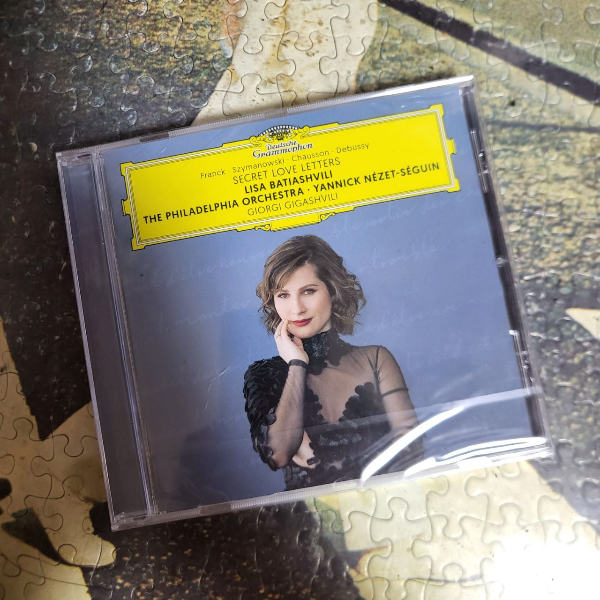 Deutsche
Grammophon
Franck · Szymanowski · Chausson · Debussy
SECRET LOVE LETTERS
LISA BATIASHVILI
THE PHILADELPHIA ORCHESTRA · YANNICK NÉZET-SÉGUIN
GIORGI GIGASHVILI